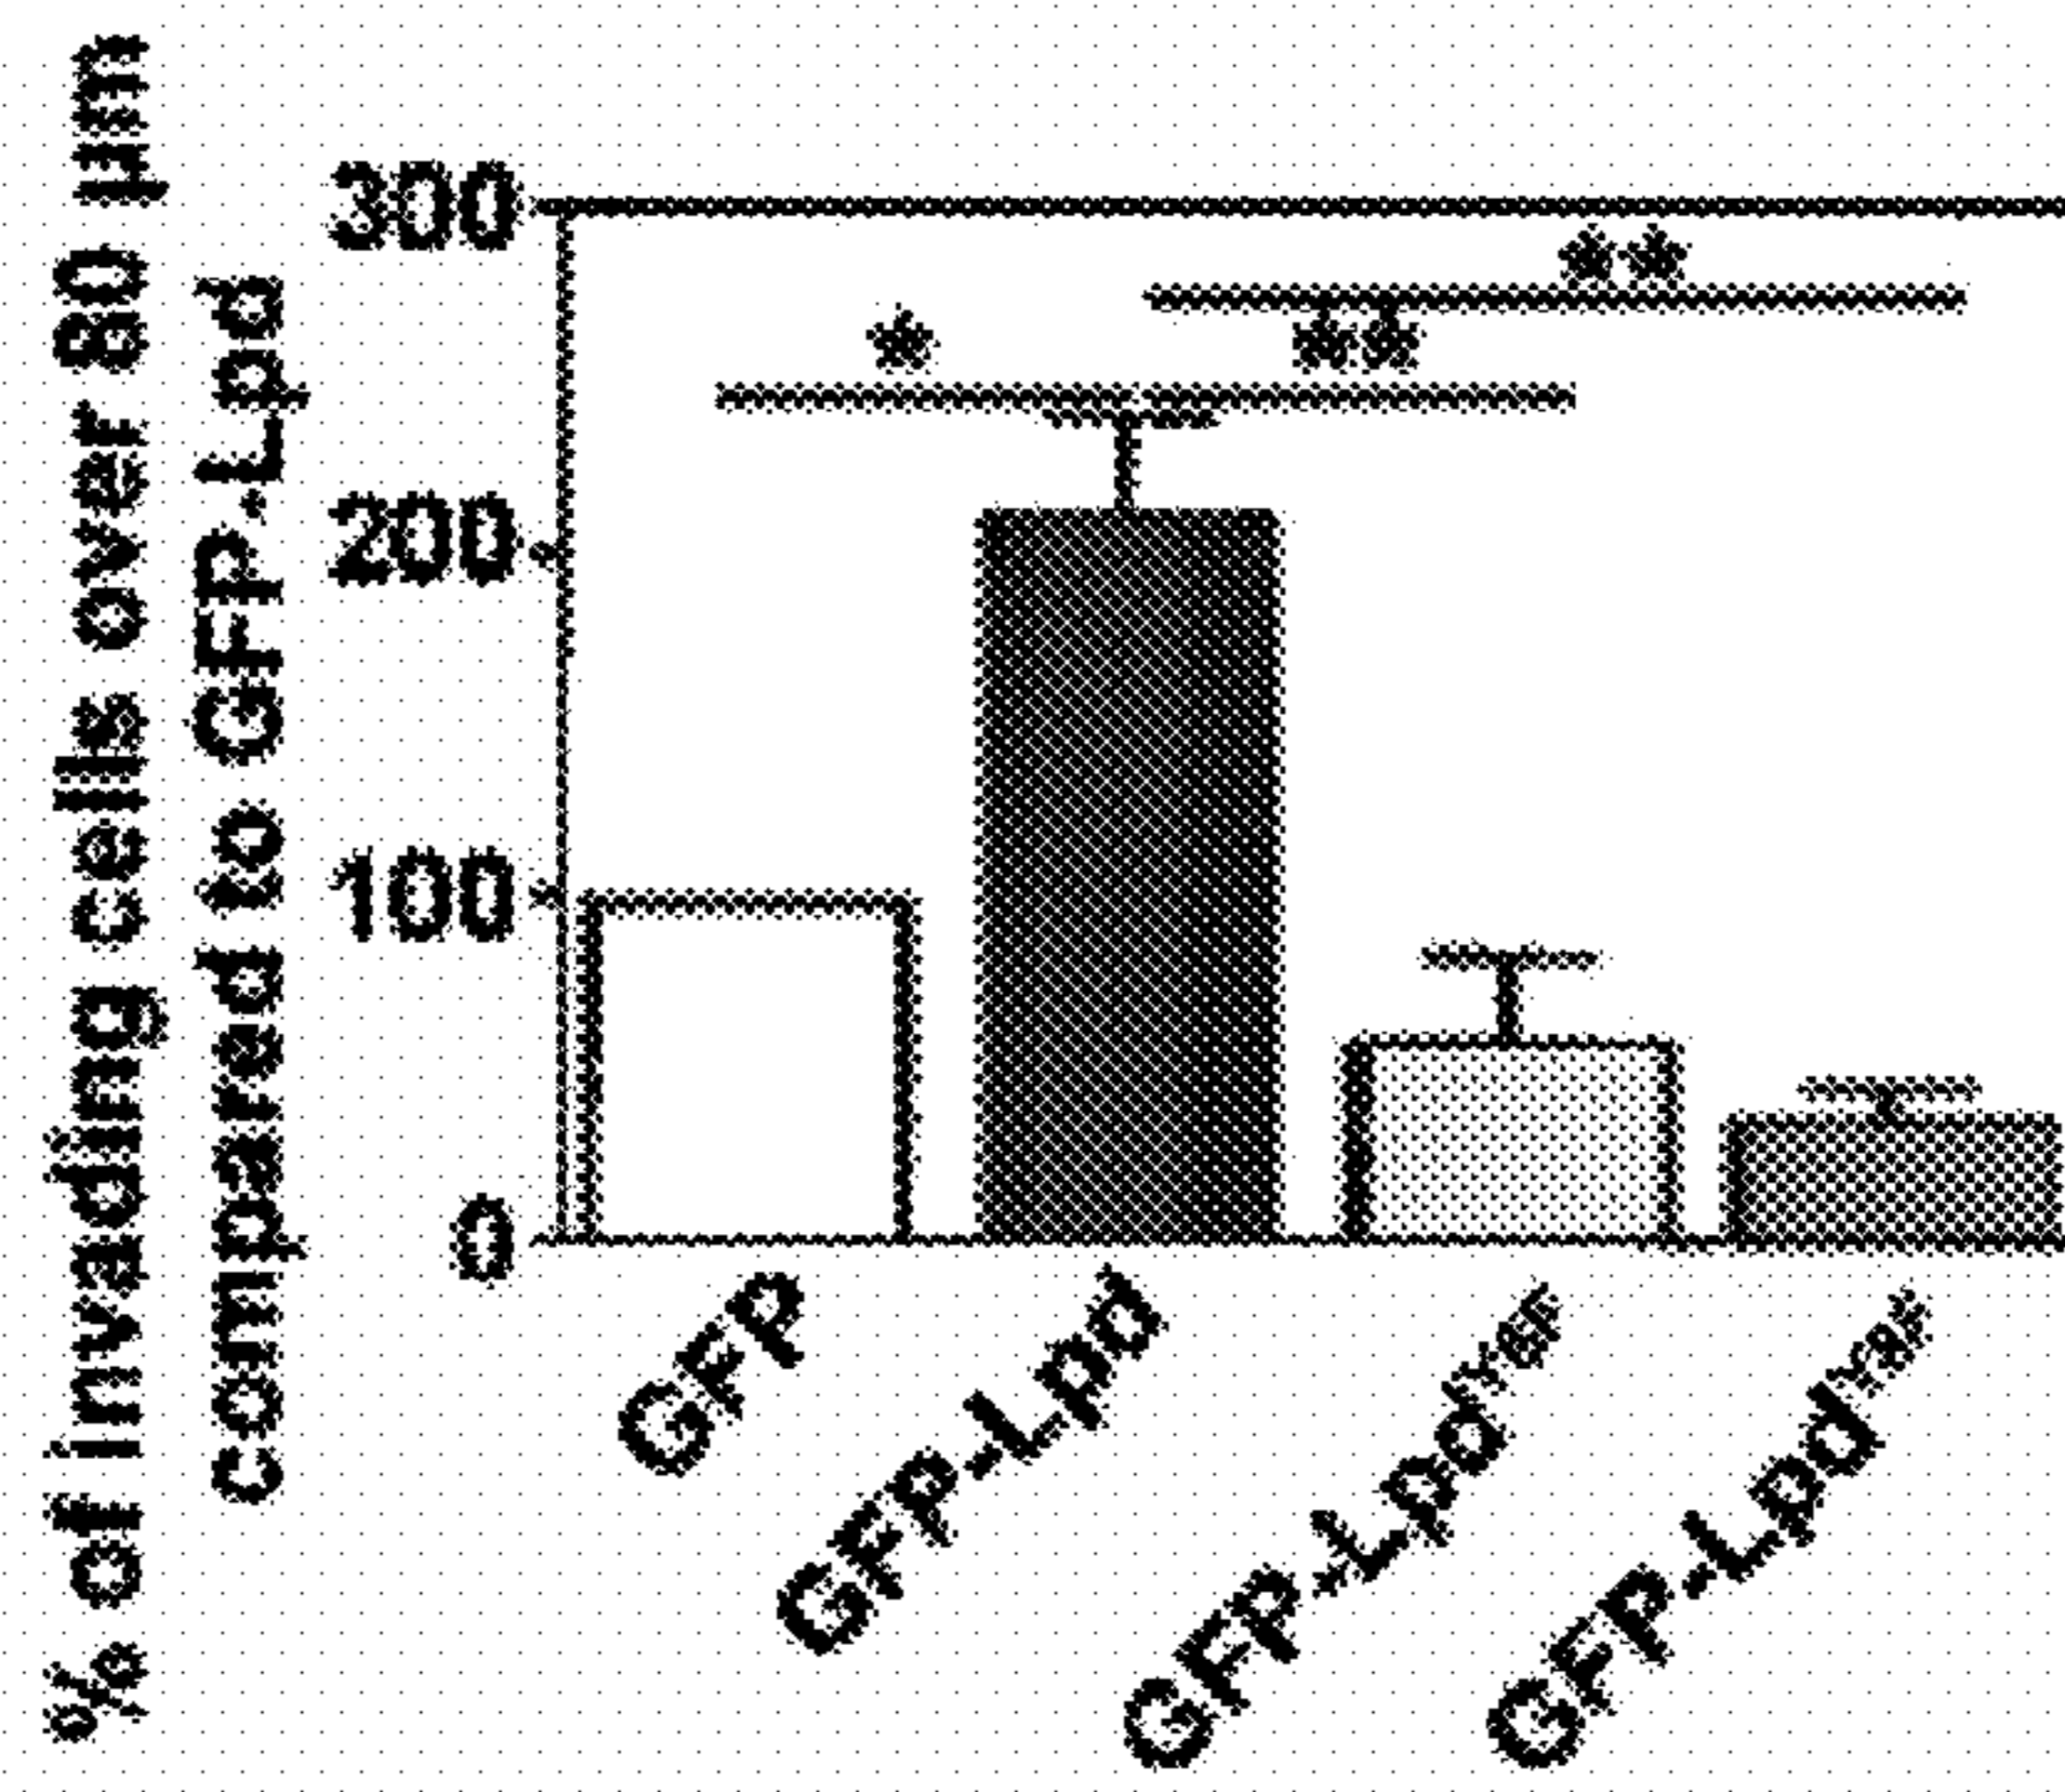 % of invading cells over 80 µm
compared to GFP-Lpd
300
200
100
0
*
**
**
GFP
GFP-Lpd
GFP-Lpd
GFP-Lpd